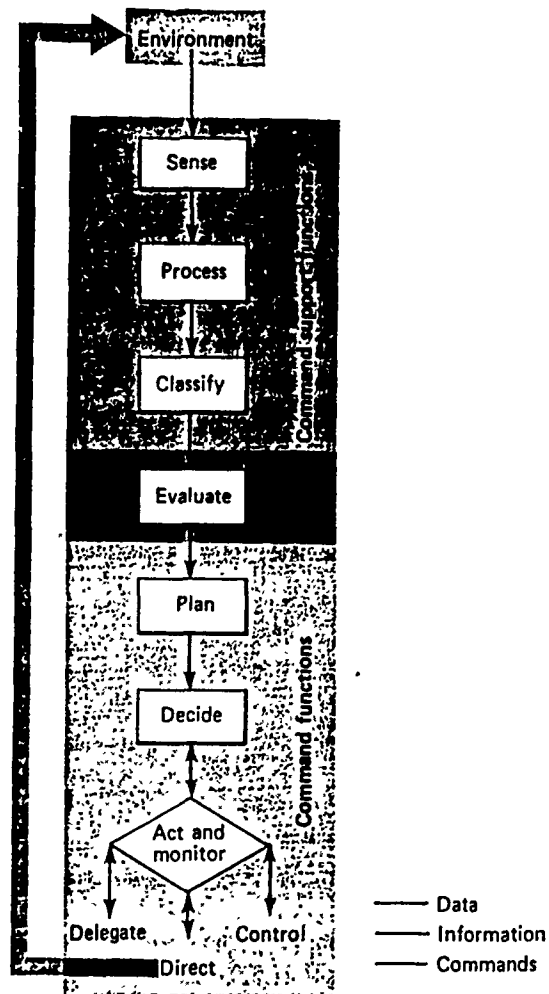 Environment
Sense
Process
Classify
Command supports functions
Evaluate
Plan
Decide
Command functions
Act and
monitor
Delegate
Control
Direct
Data
Information
Commands